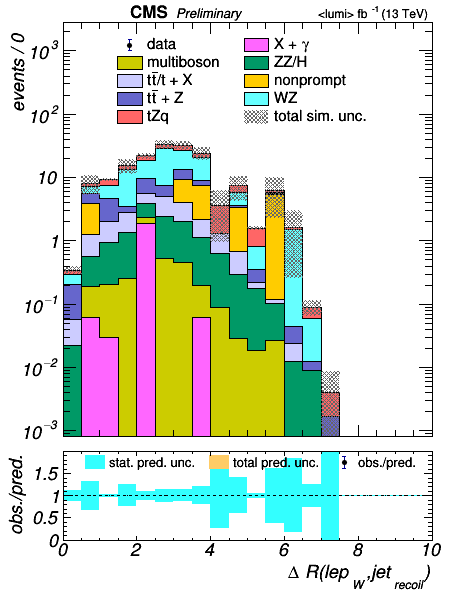 CMS Preliminary <lumi> fb⁻¹ (13 TeV)
events / 0
data
X + γ
multiboson
ZZ/H
tt̄/t + X
nonprompt
tt̄ + Z
WZ
tZq
total sim. unc.
10³
10²
10
1
10⁻¹
10⁻²
10⁻³
obs./pred.
stat. pred. unc.
total pred. unc.
obs./pred.
1.5
1
0.5
0
0 2 4 6 8 10
Δ R(lep_W,jet_recoil)